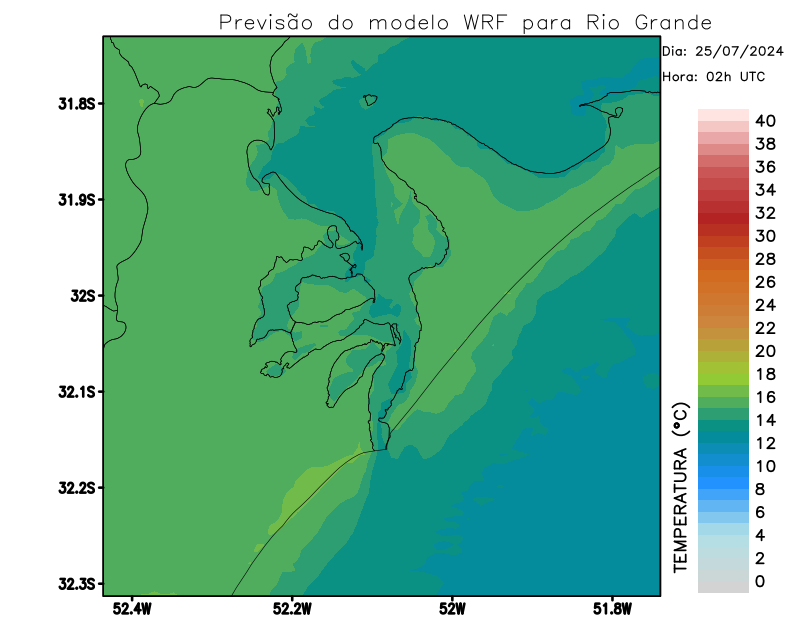 Previsão do modelo WRF para Rio Grande
Dia: 25/07/2024
Hora: 02h UTC
31.8S
31.9S
32S
32.1S
32.2S
32.3S
52.4W
52.2W
52W
51.8W
TEMPERATURA (°C)
40
38
36
34
32
30
28
26
24
22
20
18
16
14
12
10
8
6
4
2
0